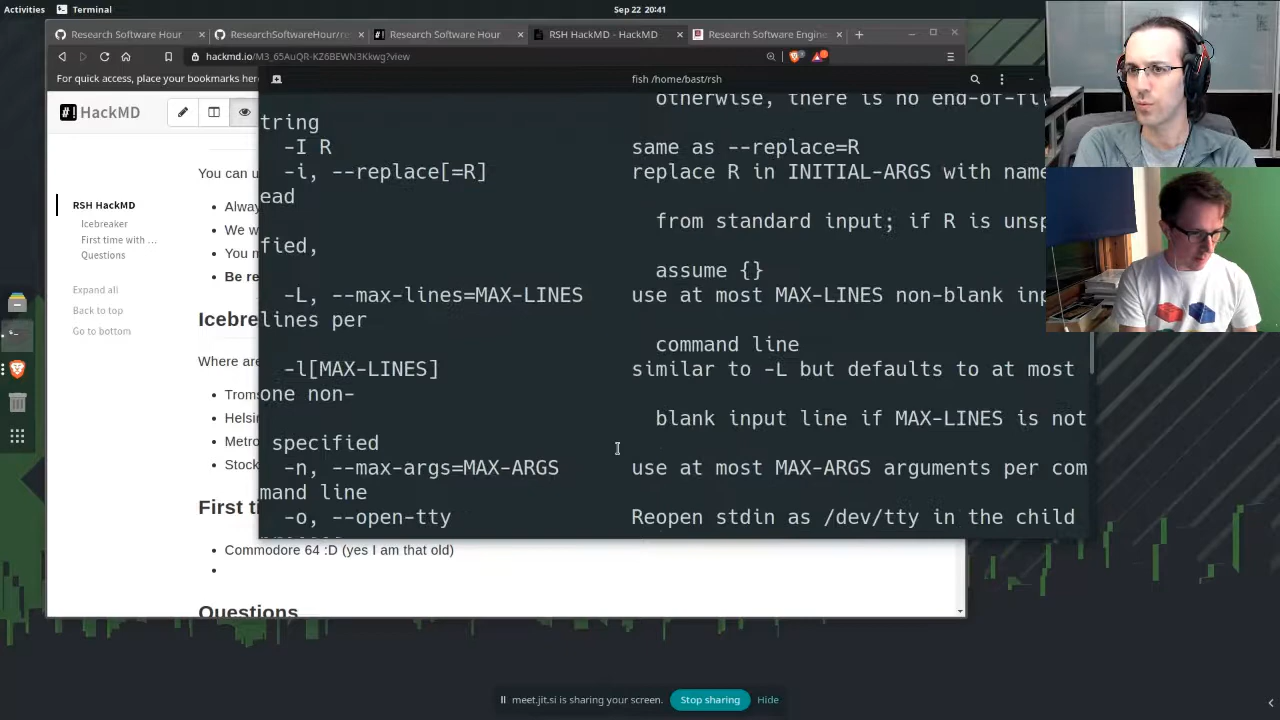 Activities
Terminal
Sep 22 20:41
Research Software Hour
ResearchSoftwareHour/re
Research Software Hour
RSH HackMD - HackMD
Research Software Engine
hackmd.io/M3_65AuQR-KZ6BEWN3Kkwg?view
For quick access, place your bookmarks here
fish /home/bast/rsh
HackMD
otherwise, there is no end-of-fil
tring
-I R same as --replace=R
-i, --replace[=R] replace R in INITIAL-ARGS with name
ead
from standard input; if R is unsp
fied,
assume {}
-L, --max-lines=MAX-LINES use at most MAX-LINES non-blank inp
lines per
command line
-l[MAX-LINES] similar to -L but defaults to at most
one non-
blank input line if MAX-LINES is not
specified
-n, --max-args=MAX-ARGS use at most MAX-ARGS arguments per com
mand line
-o, --open-tty Reopen stdin as /dev/tty in the child
RSH HackMD
Icebreaker
First time with ...
Questions
Expand all
Back to top
Go to bottom
You can u
Alway
We w
You n
Be re
Icebre
Where are
Troms
Helsin
Metro
Stock
First ti
Commodore 64 :D (yes I am that old)
Questions
meet.jit.si is sharing your screen.
Stop sharing
Hide